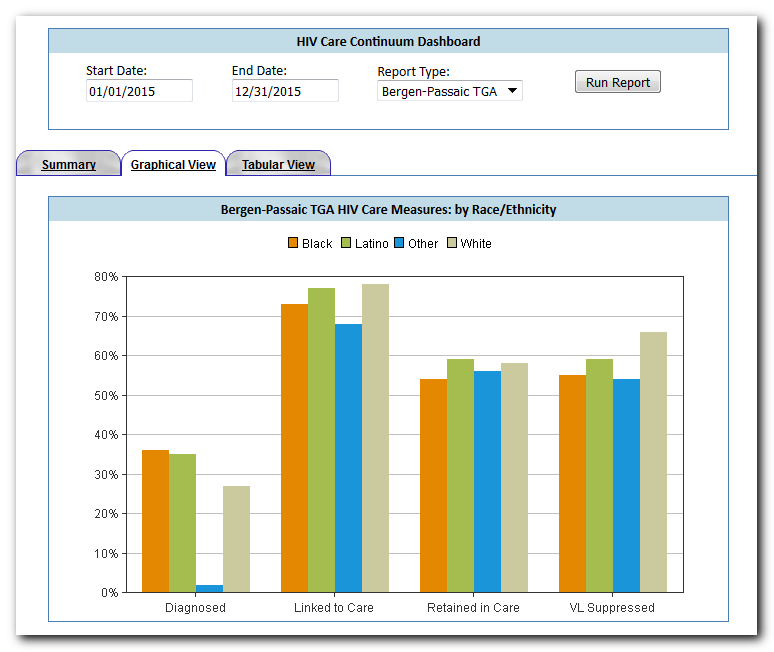 HIV Care Continuum Dashboard
Start Date: End Date: Report Type:
01/01/2015 12/31/2015 Bergen-Passaic TGA Run Report
Summary Graphical View Tabular View
Bergen-Passaic TGA HIV Care Measures: by Race/Ethnicity
Black Latino Other White
80%
70%
60%
50%
40%
30%
20%
10%
0%
Diagnosed Linked to Care Retained in Care VL Suppressed